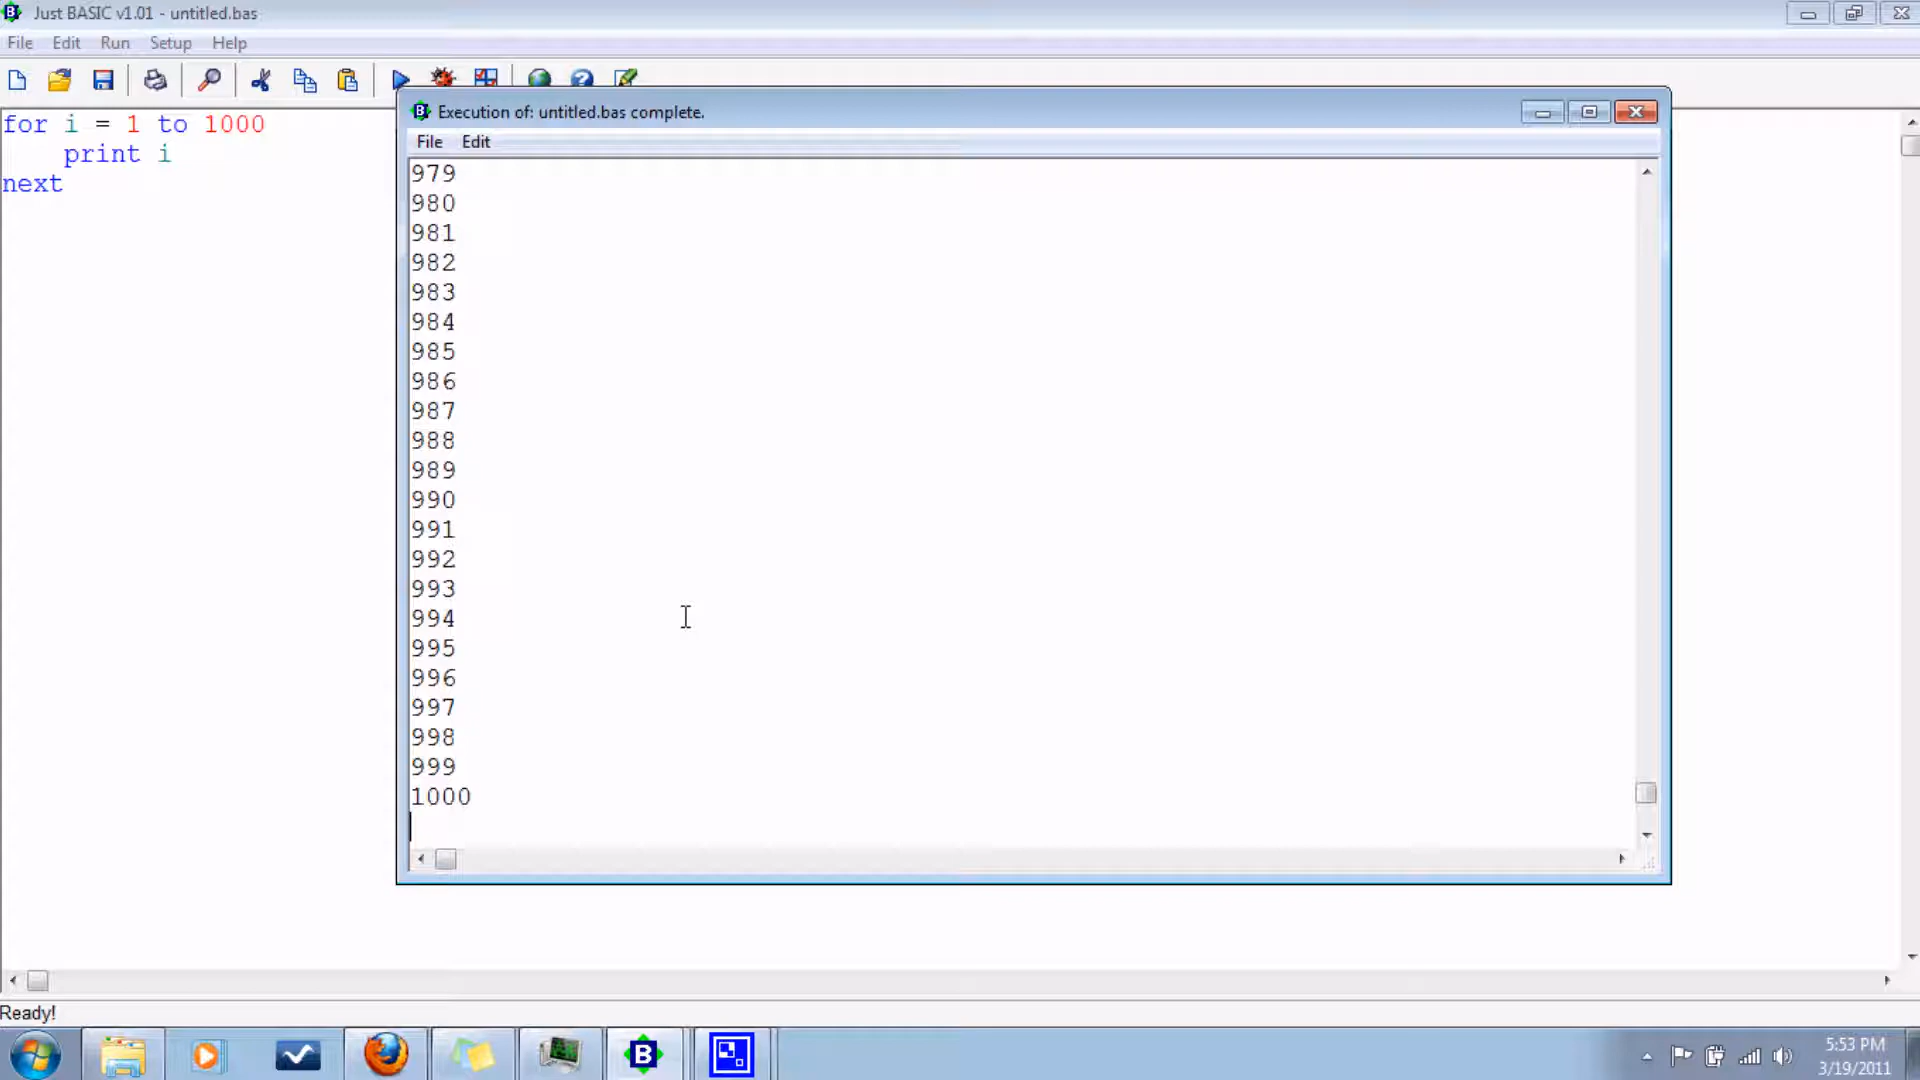 Just BASIC v1.01 - untitled.bas
File Edit Run Setup Help
for i = 1 to 1000
print i
next
Execution of: untitled.bas complete.
File Edit
979
980
981
982
983
984
985
986
987
988
989
990
991
992
993
994
995
996
997
998
999
1000
Ready!
5:53 PM
3/19/2011